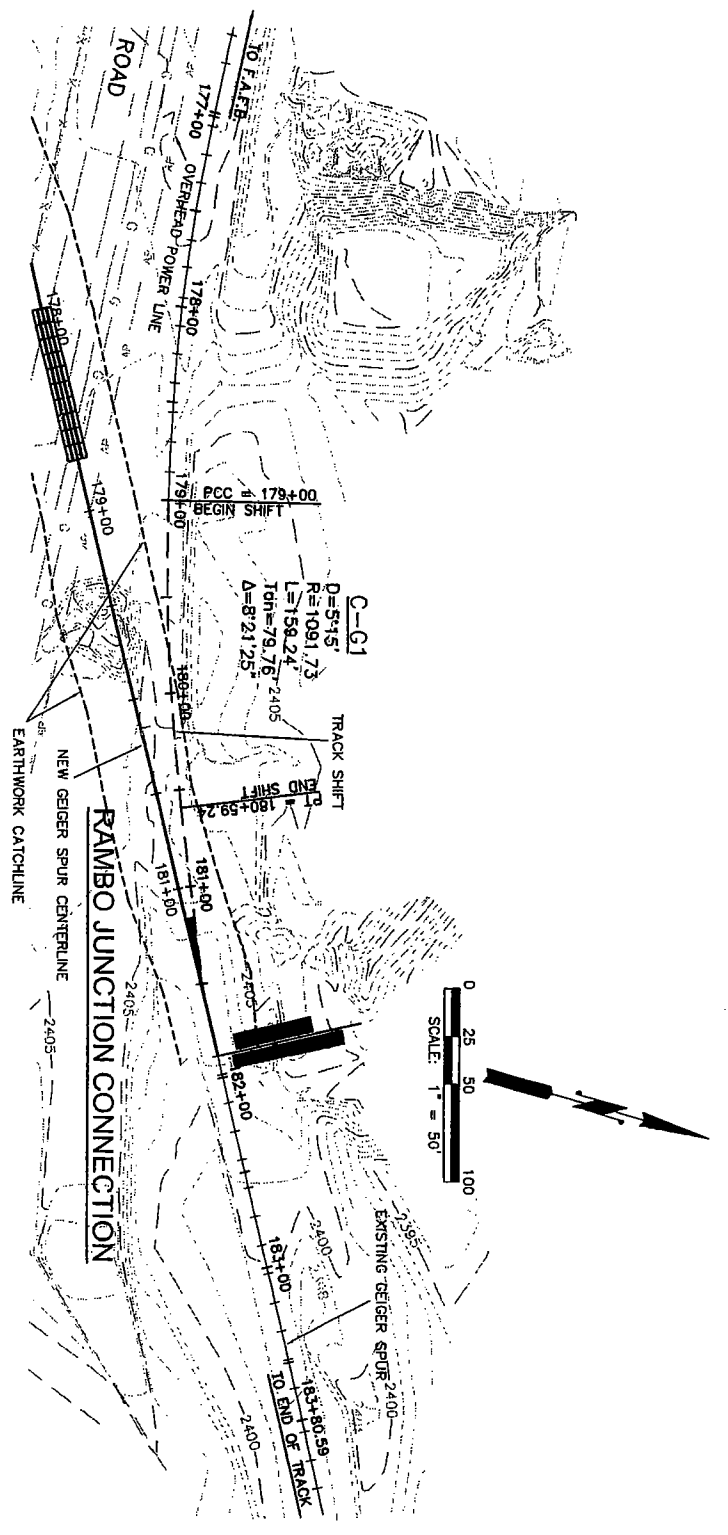 TO F.A.F.B.
177+00
ROAD
OVERHEAD POWER LINE
178+00
178+00
179+00
179+00
PCC = 179+00
BEGIN SHIFT
C-G1
D=5°15'
R=1091.73
L=159.24'
Tan=79.76
Δ=8°21'25"
2405
180+00
TRACK SHIFT
PT = 180+59.24
END SHIFT
EARTHWORK CATCHLINE
NEW GEIGER SPUR CENTERLINE
RAMBO JUNCTION CONNECTION
181+00
181+00
2405
2405
2405
182+00
0 25 50 100
SCALE: 1" = 50'
183+00
EXISTING GEIGER SPUR
2395
2400
2400
2400
183+80.59
TO END OF TRACK
G
G
G
G